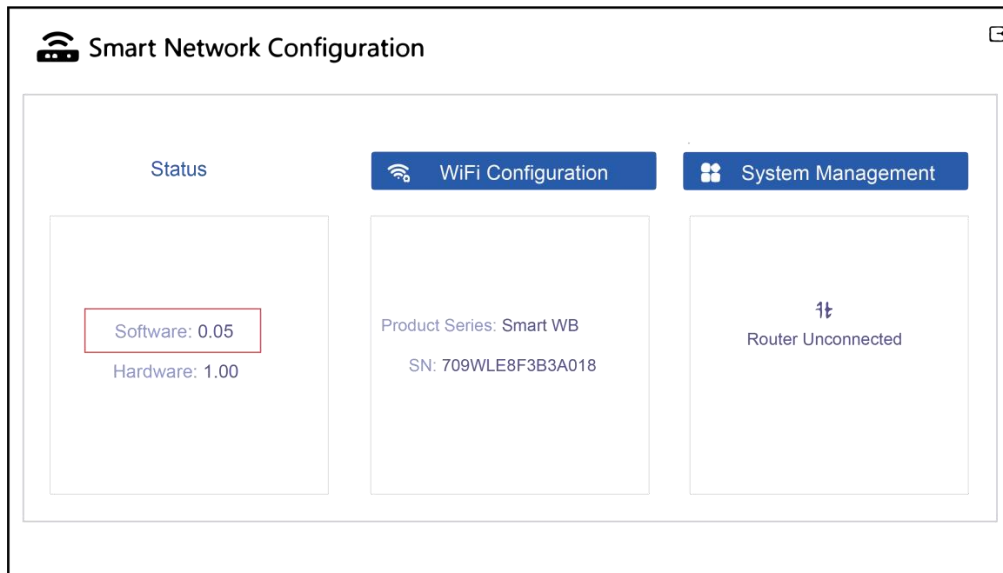 Smart Network Configuration
Status
WiFi Configuration
System Management
Software: 0.05
Hardware: 1.00
Product Series: Smart WB
SN: 709WLE8F3B3A018
Router Unconnected